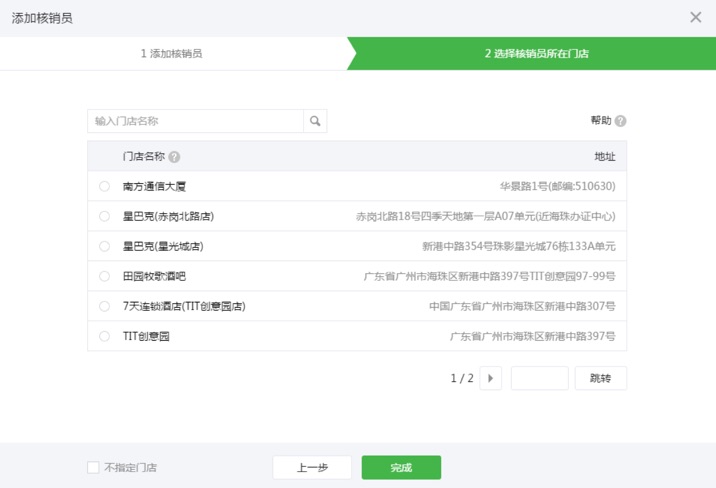 添加核销员
1 添加核销员
2 选择核销员所在门店
输入门店名称
帮助
门店名称 地址
南方通信大厦 华景路1号(邮编:510630)
星巴克(赤岗北路店) 赤岗北路18号四季天地第一层A07单元(近海珠办证中心)
星巴克(星光城店) 新港中路354号珠影星光城76栋133A单元
田园牧歌酒吧 广东省广州市海珠区新港中路397号TIT创意园97-99号
7天连锁酒店(TIT创意园店) 中国广东省广州市海珠区新港中路307号
TIT创意园 广东省广州市海珠区新港中路397号
1 / 2 跳转
不指定门店 上一步 完成